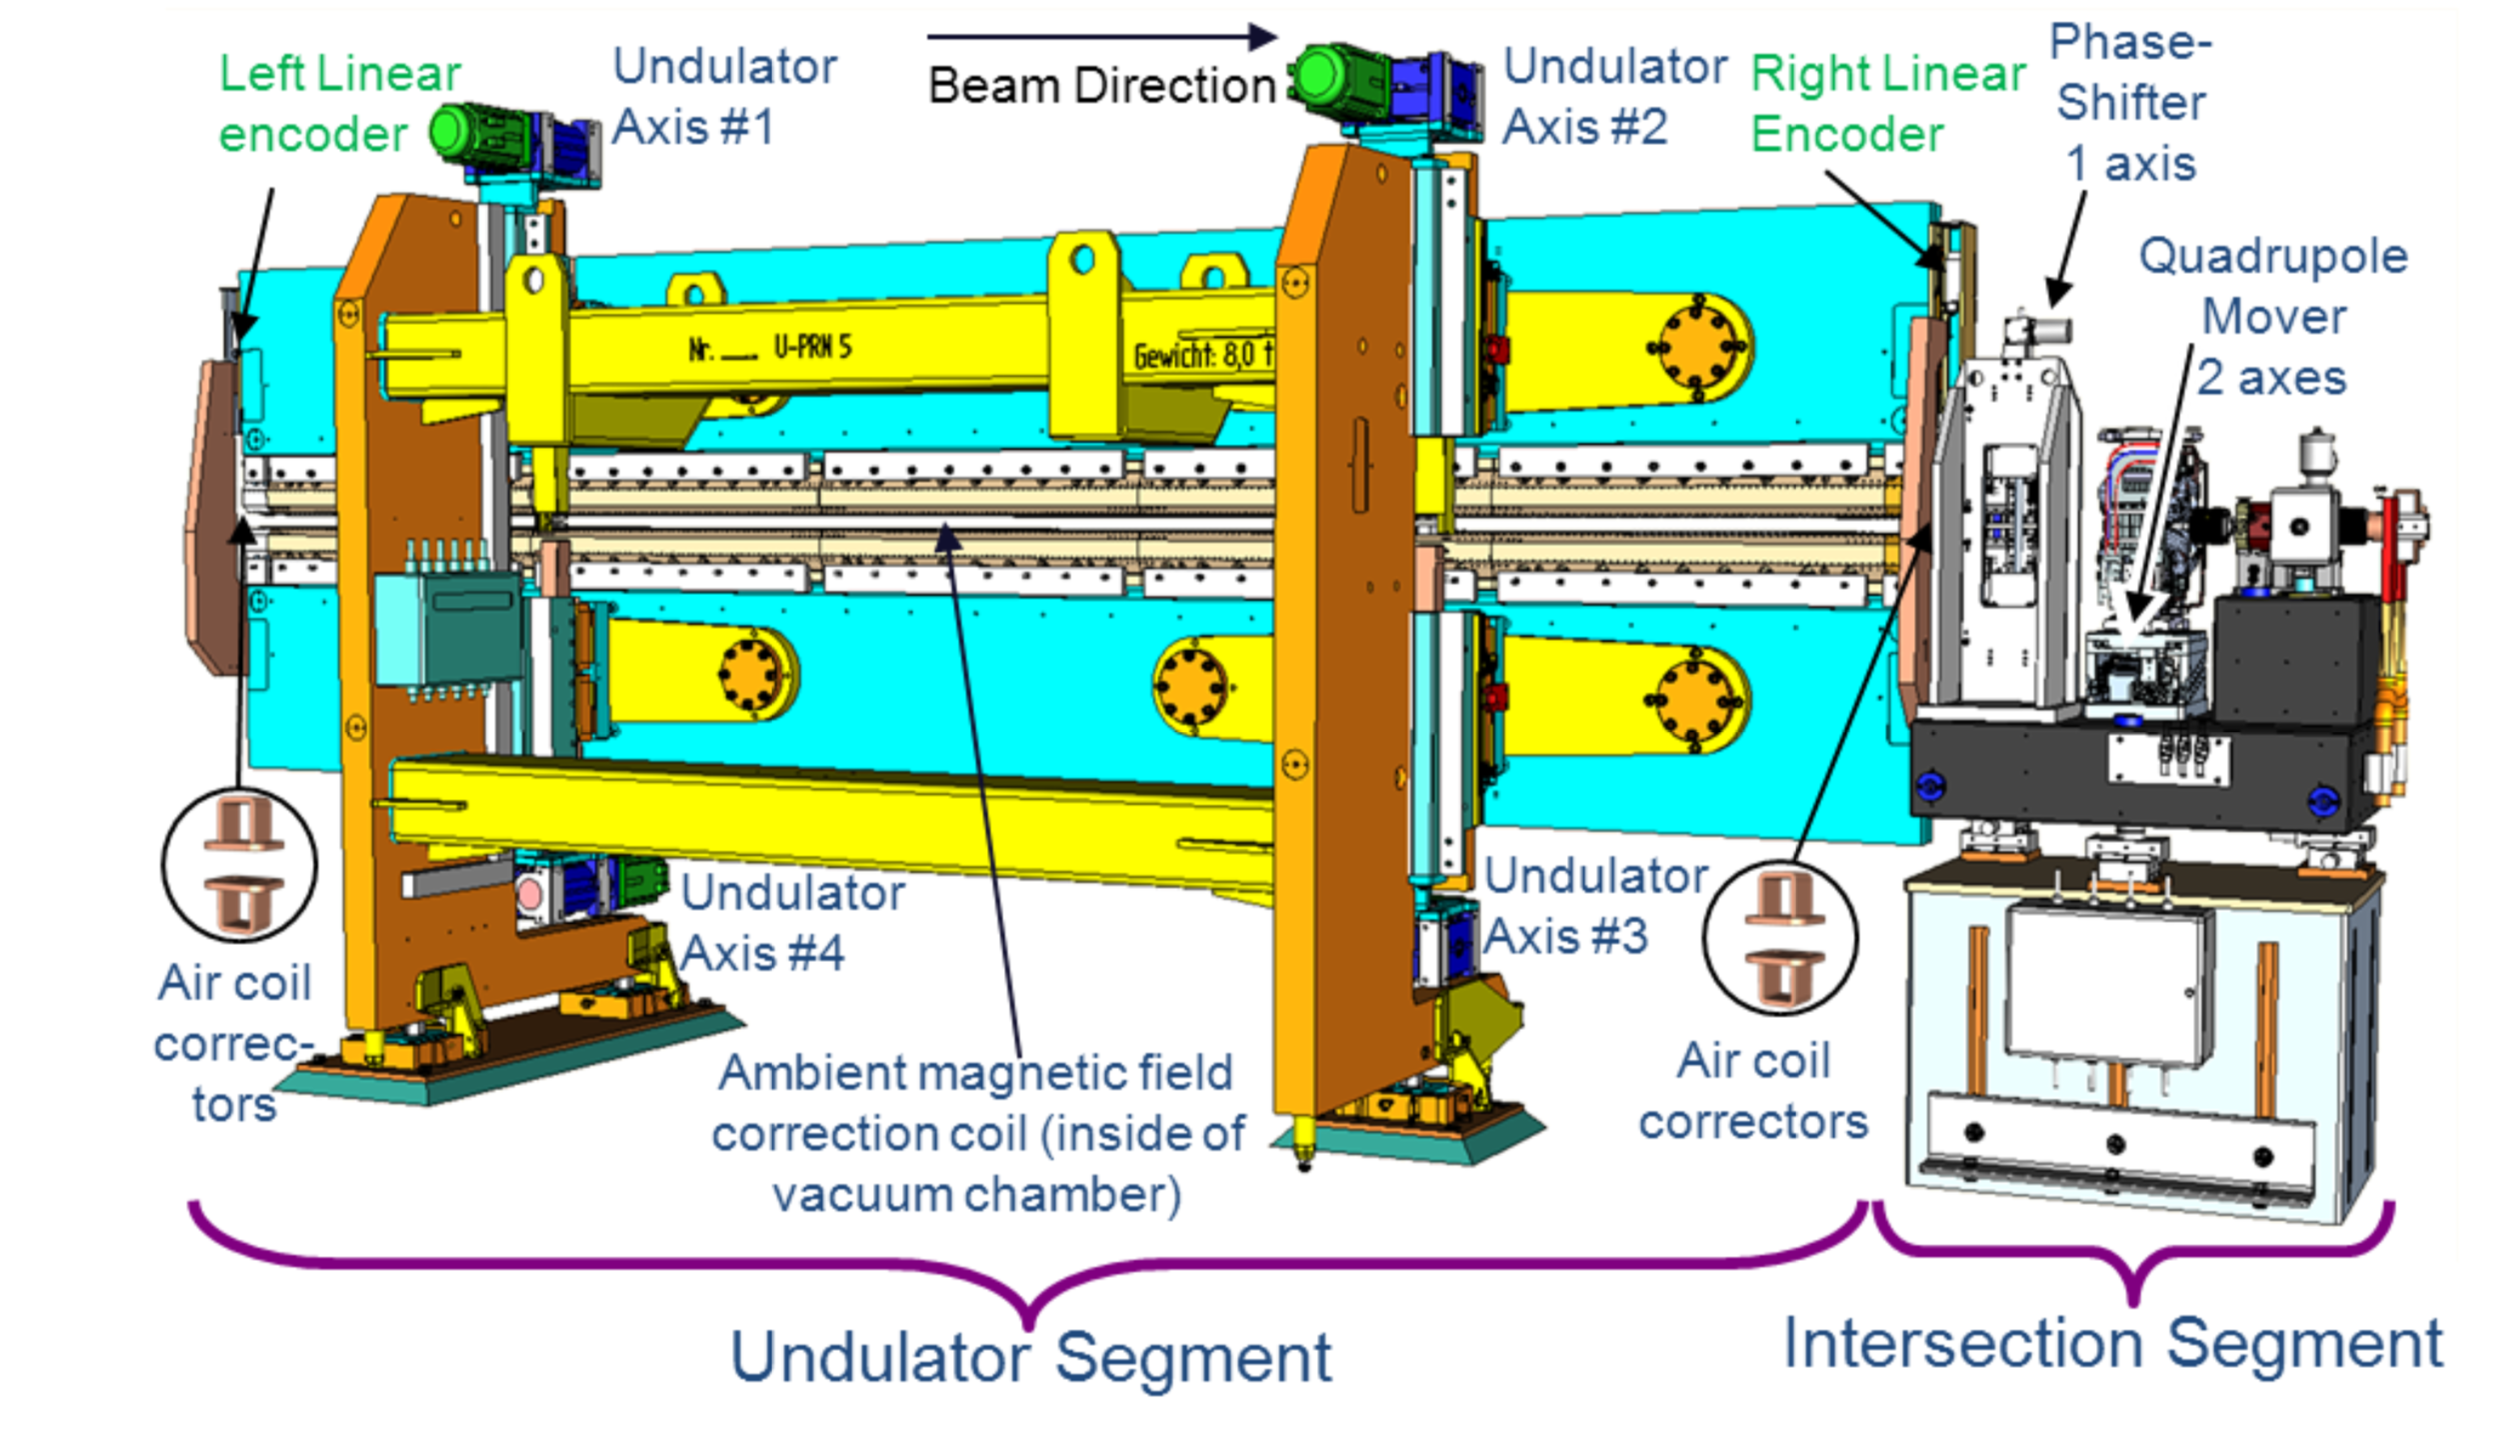 Left Linear
encoder
Undulator
Axis #1
Beam Direction
Undulator
Axis #2
Right Linear
Encoder
Phase-
Shifter
1 axis
Quadrupole
Mover
2 axes
Nr. __. U-PRN 5
Gewicht: 8,0 t
Undulator
Axis #4
Undulator
Axis #3
Air coil
correc-
tors
Ambient magnetic field
correction coil (inside of
vacuum chamber)
Air coil
correctors
Undulator Segment
Intersection Segment